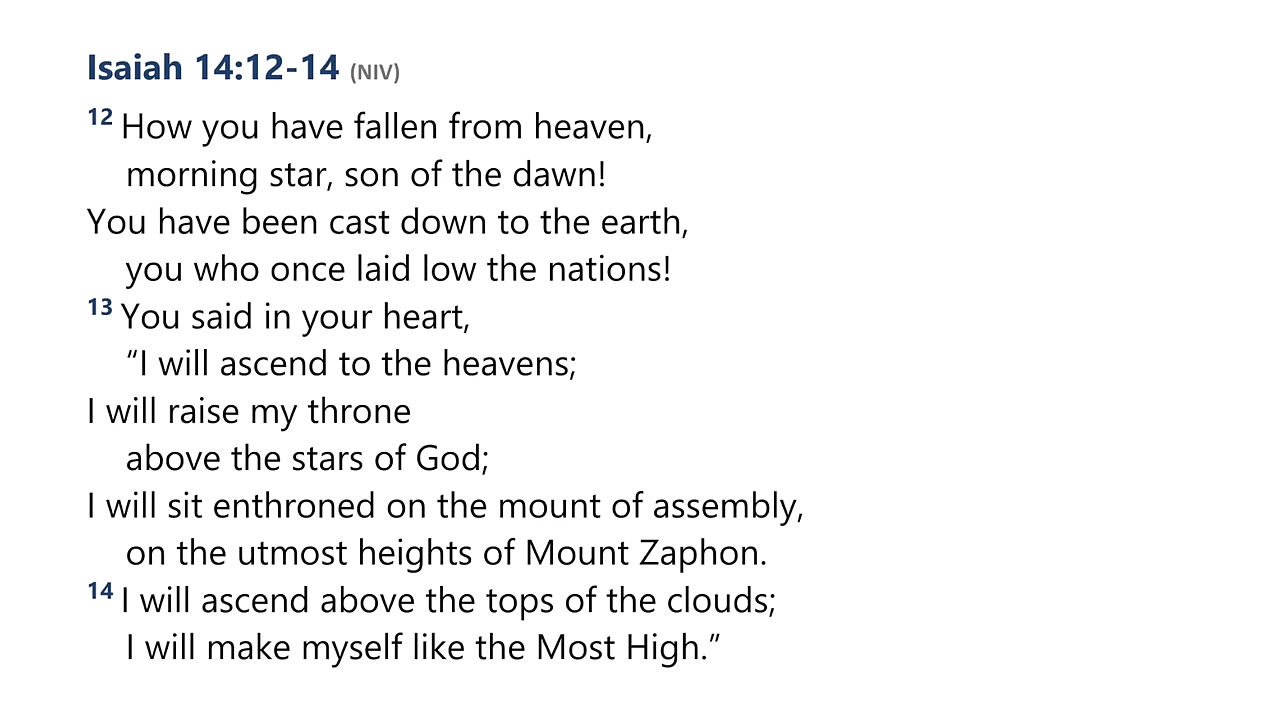 Isaiah 14:12-14 (NIV)
12 How you have fallen from heaven,
morning star, son of the dawn!
You have been cast down to the earth,
you who once laid low the nations!
13 You said in your heart,
“I will ascend to the heavens;
I will raise my throne
above the stars of God;
I will sit enthroned on the mount of assembly,
on the utmost heights of Mount Zaphon.
14 I will ascend above the tops of the clouds;
I will make myself like the Most High.”